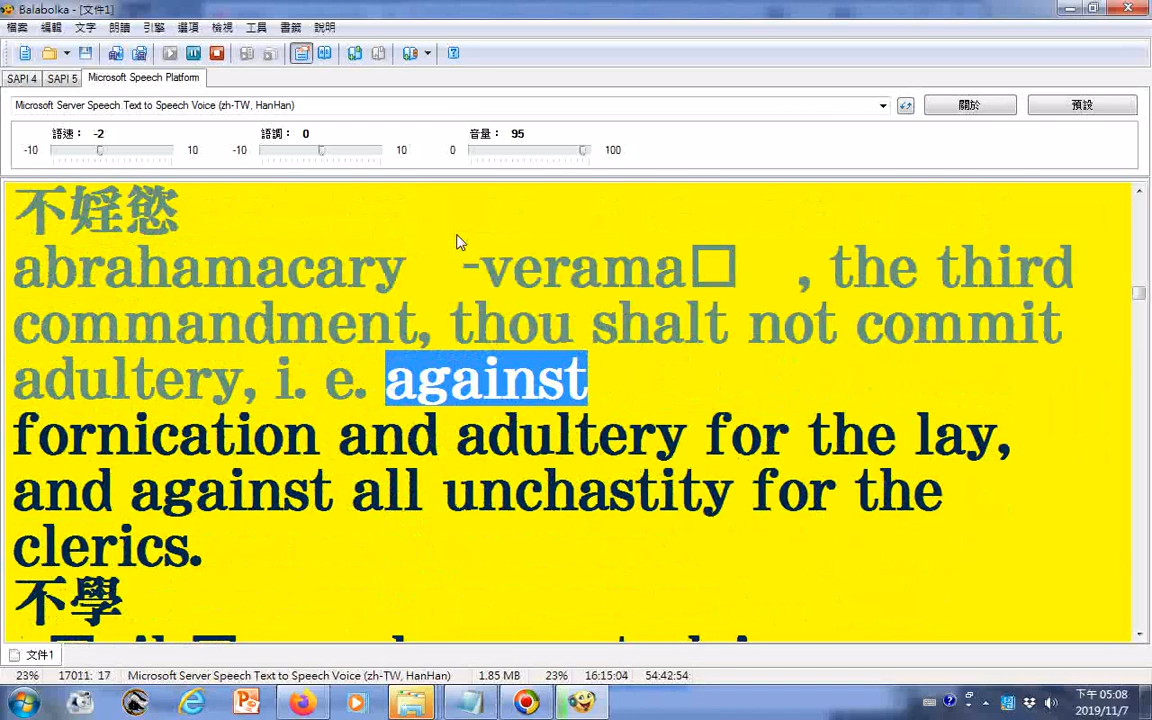 Balabolka - [文件1]
檔案 編輯 文字 朗讀 引擎 選項 檢視 工具 書籤 說明
SAPI 4 SAPI 5 Microsoft Speech Platform
Microsoft Server Speech Text to Speech Voice (zh-TW, HanHan) 關於 預設
語速： -2 語調： 0 音量： 95
-10 10 -10 10 0 100
不婬慾
abrahamacary -verama□ , the third
commandment, thou shalt not commit
adultery, i. e. against
fornication and adultery for the lay,
and against all unchastity for the
clerics.
不學
文件1
23% 17011: 17 Microsoft Server Speech Text to Speech Voice (zh-TW, HanHan) 1.85 MB 23% 16:15:04 54:42:54
下午 05:08
2019/11/7